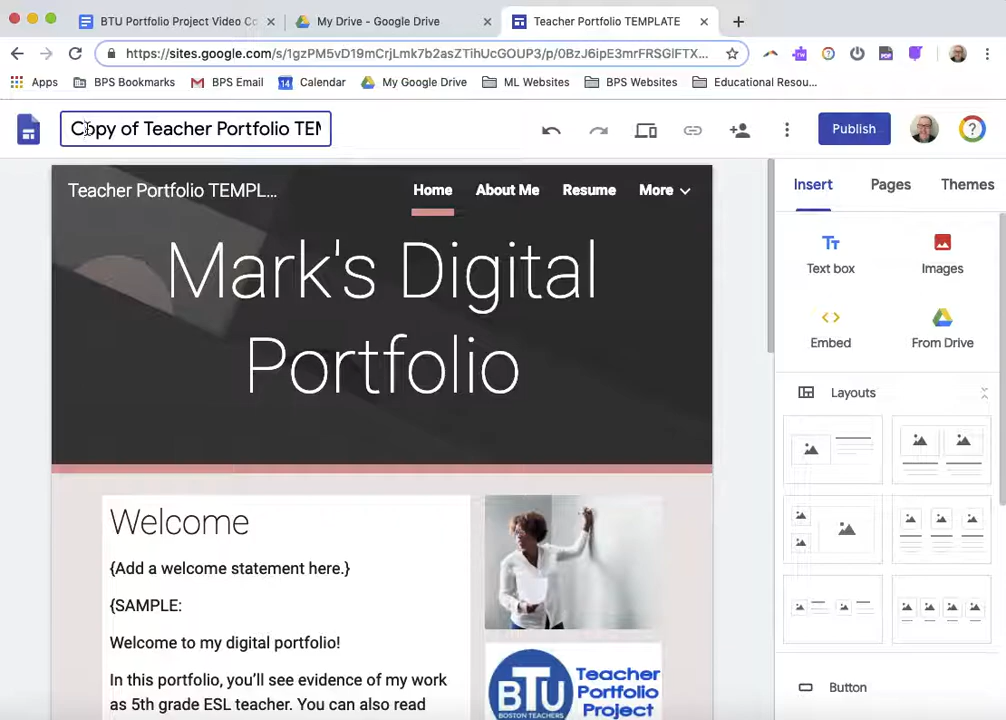 BTU Portfolio Project Video Co
My Drive - Google Drive
Teacher Portfolio TEMPLATE
https://sites.google.com/s/1gzPM5vD19mCrjLmk7b2asZTihUcGOUP3/p/0BzJ6ipE3mrFRSGlFTX...
Apps
BPS Bookmarks
BPS Email
14
Calendar
My Google Drive
ML Websites
BPS Websites
Educational Resou...
Copy of Teacher Portfolio TEM
Publish
Teacher Portfolio TEMPL...
Home
About Me
Resume
More
Mark's Digital
Portfolio
Insert
Pages
Themes
Tt
Text box
Images
Embed
From Drive
Layouts
Button
Welcome
{Add a welcome statement here.}
{SAMPLE:
Welcome to my digital portfolio!
In this portfolio, you'll see evidence of my work
as 5th grade ESL teacher. You can also read
BTU
BOSTON TEACHERS
Teacher
Portfolio
Project